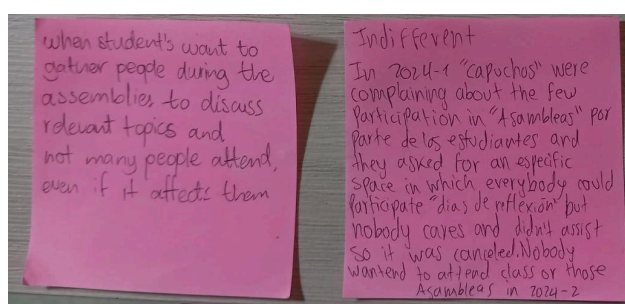 when student's want to
gather people during the
assemblies to discuss
relevant topics and
not many people attend,
even if it affects them
Indifferent
In 2024-1 "capuchos" were
complaining about the few
Participation in "Asambleas" por
parte de los estudiantes and
they asked for an especific
space in which everybody could
Participate "dias de reflexión" but
nobody cares and didn't assist
so it was canceled. Nobody
wantend to attend class or those
Asambleas in 2024-2